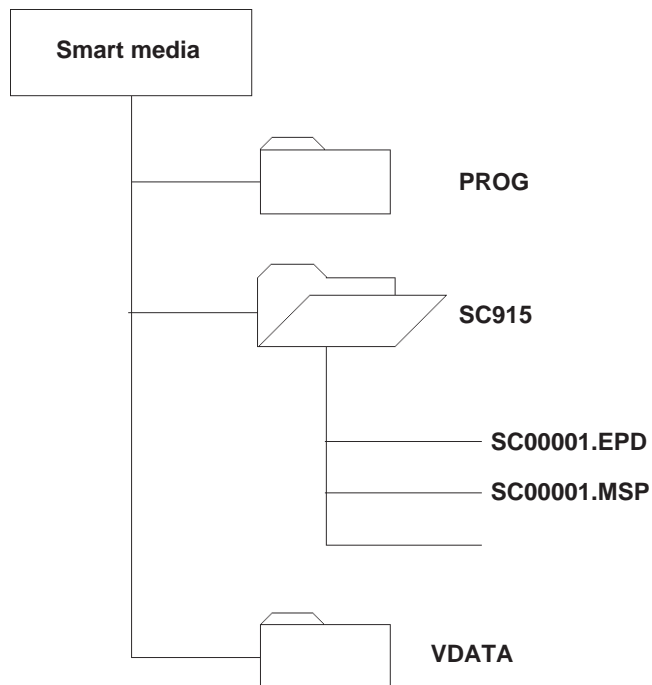 Smart media
PROG
SC915
SC00001.EPD
SC00001.MSP
VDATA